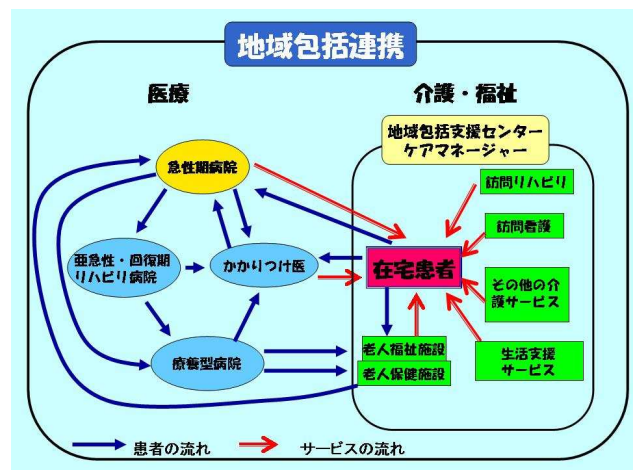 地域包括連携
医療
介護・福祉
地域包括支援センター
ケアマネージャー
急性期病院
訪問リハビリ
訪問看護
亜急性・回復期
リハビリ病院
かかりつけ医
在宅患者
その他の介
護サービス
療養型病院
老人福祉施設
老人保健施設
生活支援
サービス
患者の流れ
サービスの流れ